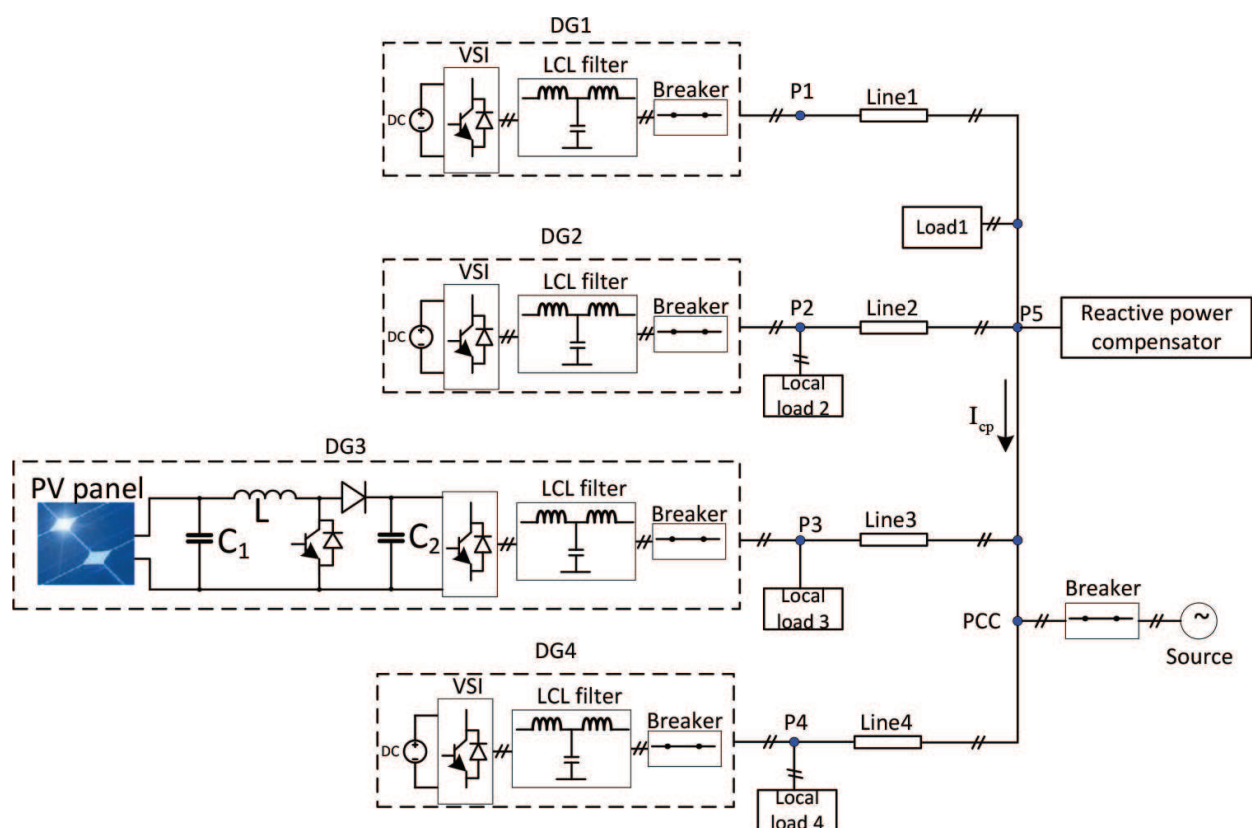 DG1
VSI
LCL filter
Breaker
DC
P1
Line1
Load1
DG2
VSI
LCL filter
Breaker
DC
P2
Line2
P5
Reactive power
compensator
Local
load 2
Icp
DG3
PV panel
L
C1
C2
LCL filter
Breaker
P3
Line3
Local
load 3
PCC
Breaker
~
Source
DG4
VSI
LCL filter
Breaker
DC
P4
Line4
Local
load 4